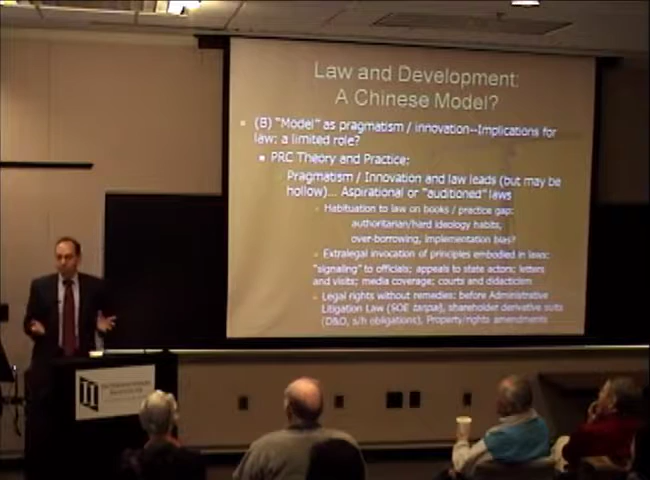 Law and Development:
A Chinese Model?
(B) "Model" as pragmatism / innovation--Implications for
law: a limited role?
PRC Theory and Practice:
Pragmatism / Innovation and law leads (but may be
hollow)... Aspirational or "auditioned" laws
Habituation to law on books / practice gap:
authoritarian/hard ideology habits,
over-borrowing, implementation bias?
Extralegal invocation of principles embodied in laws:
"signaling" to officials; appeals to state actors; letters
and visits; media coverage; courts and didacticism
Legal rights without remedies: before Administrative
Litigation Law (SOE tanpai), shareholder derivative suits
(D&O, s/h obligations), Property/rights amendments
INTERNATIONAL INSTITUTE